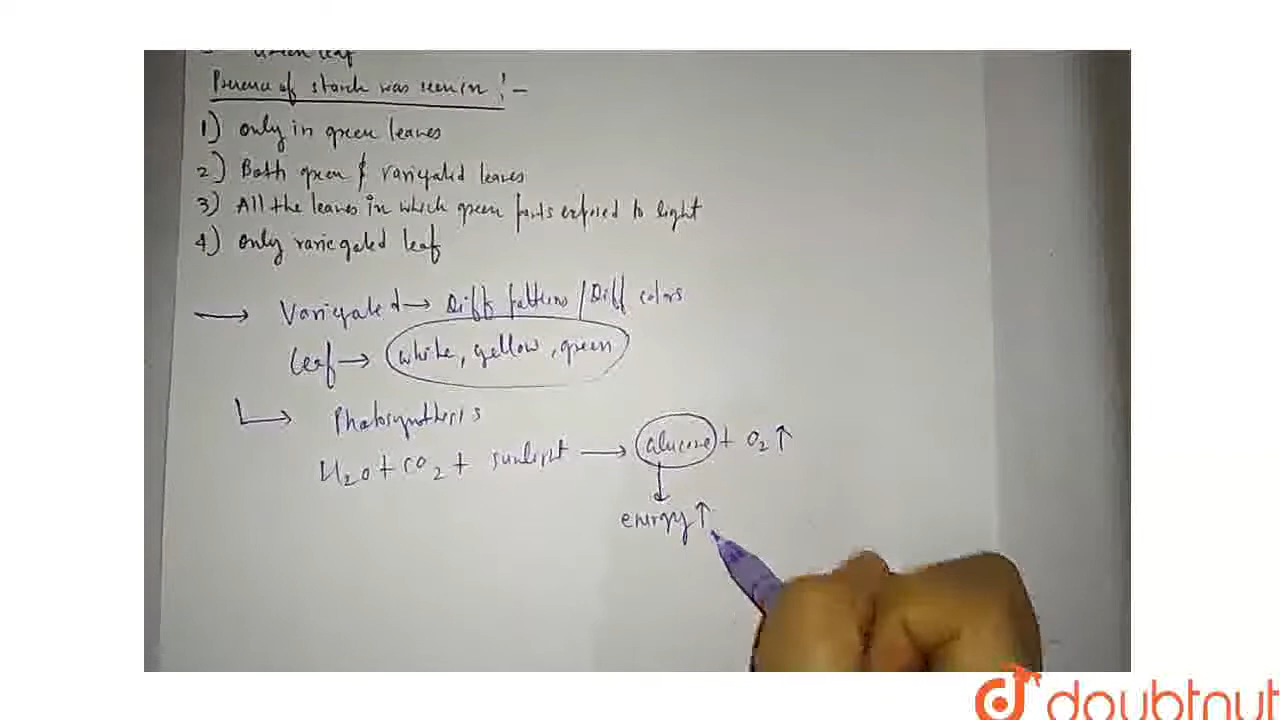 Green leaf
Presence of starch was seen in :-
1) only in green leaves
2) Both green & variegated leaves
3) All the leaves in which green parts exposed to light
4) only variegated leaf
→ Variegated → Diff patterns / Diff colors
leaf → white, yellow, green
↳ Photosynthesis
H2O + CO2 + sunlight → Glucose + O2 ↑
↓
energy ↑
doubtnut